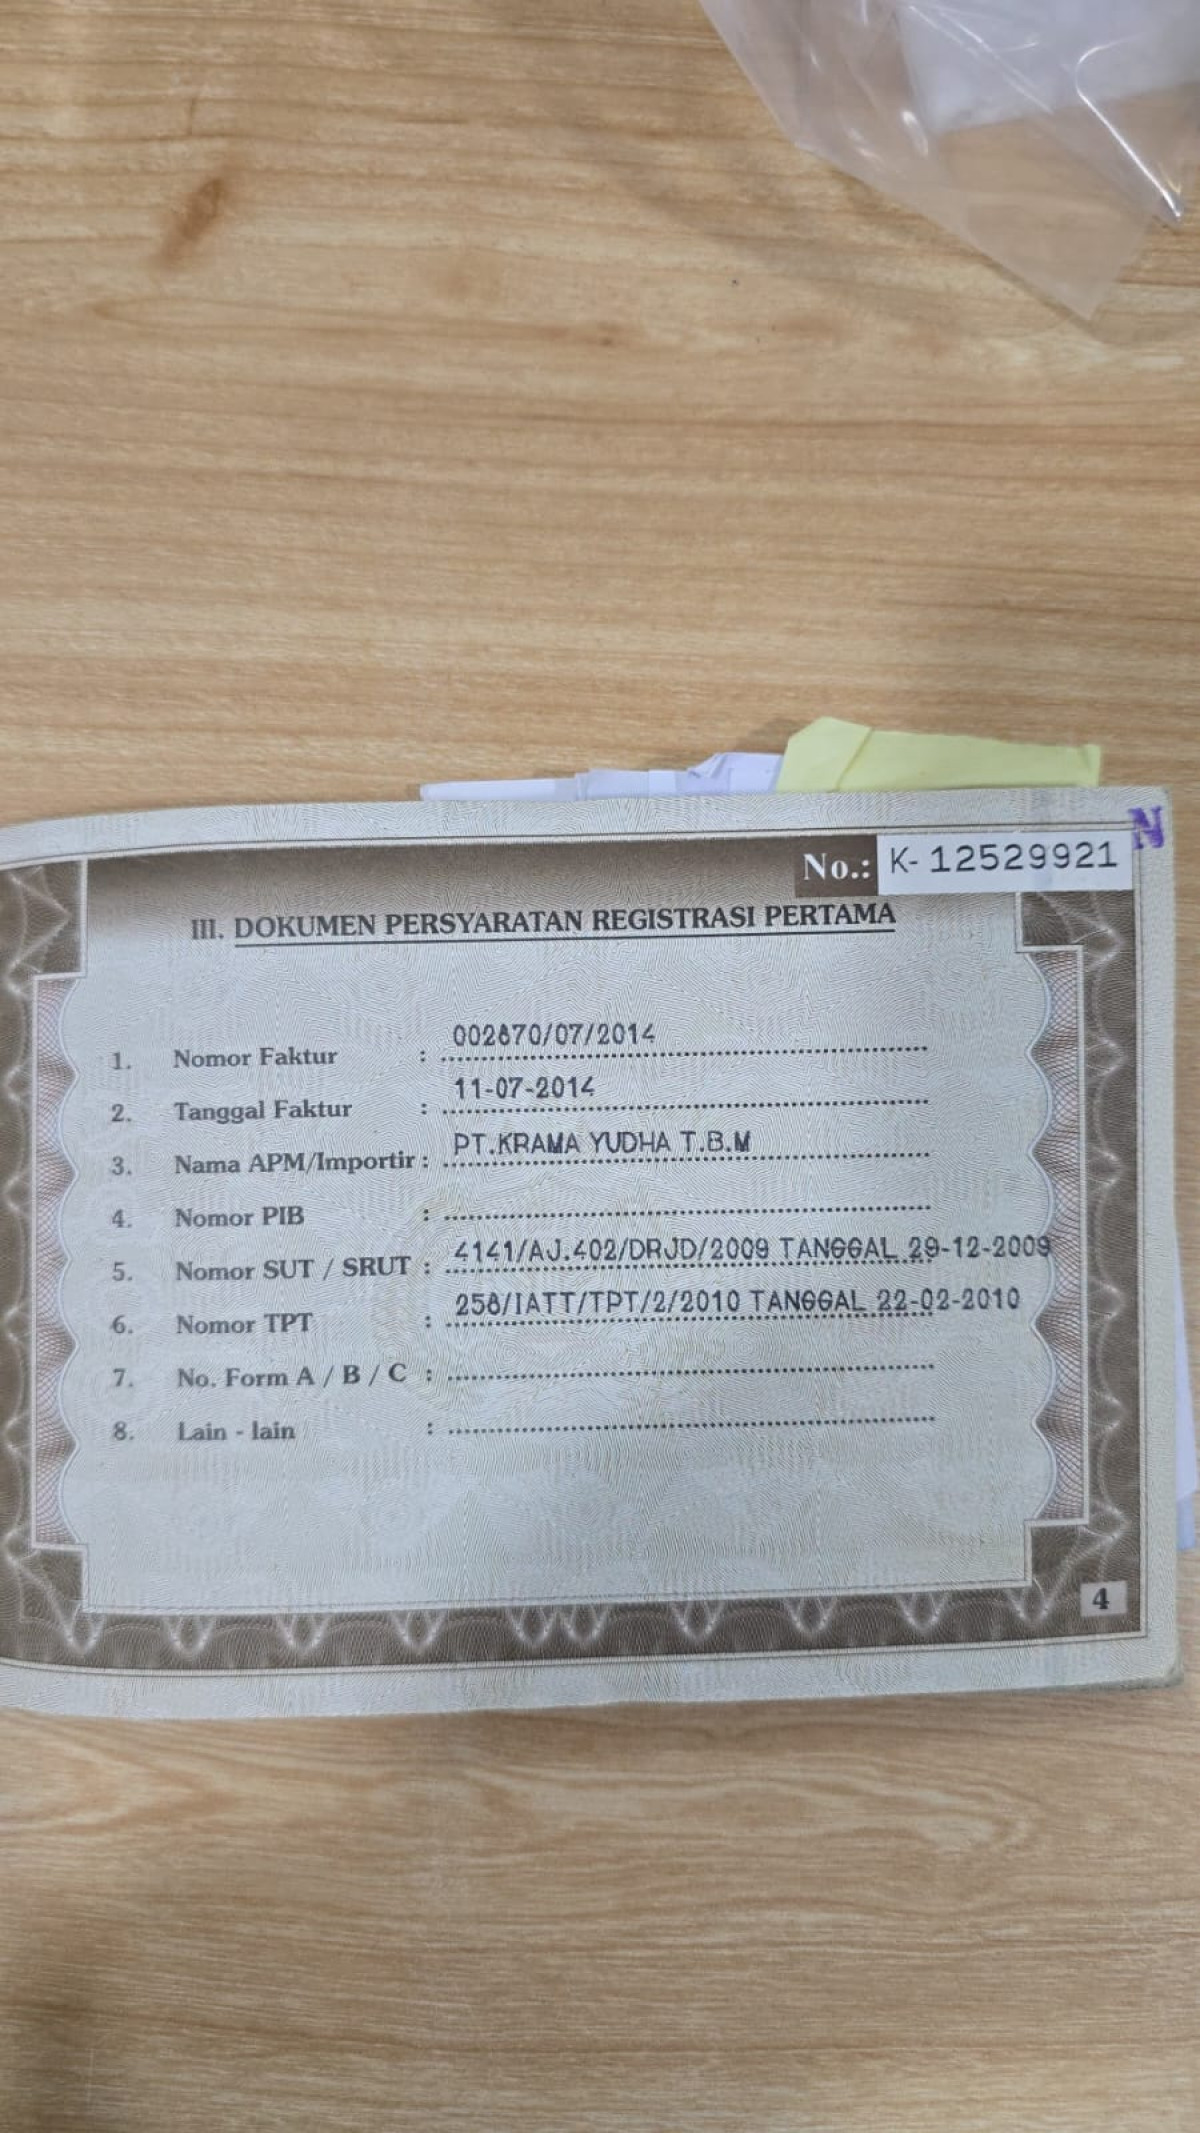 N
No.: K- 12529921
III. DOKUMEN PERSYARATAN REGISTRASI PERTAMA
1. Nomor Faktur : 002870/07/2014
2. Tanggal Faktur : 11-07-2014
3. Nama APM/Importir : PT.KRAMA YUDHA T.B.M
4. Nomor PIB :
5. Nomor SUT / SRUT : 4141/AJ.402/DRJD/2009 TANGGAL 29-12-2009
6. Nomor TPT : 258/IATT/TPT/2/2010 TANGGAL 22-02-2010
7. No. Form A / B / C :
8. Lain - lain :
4